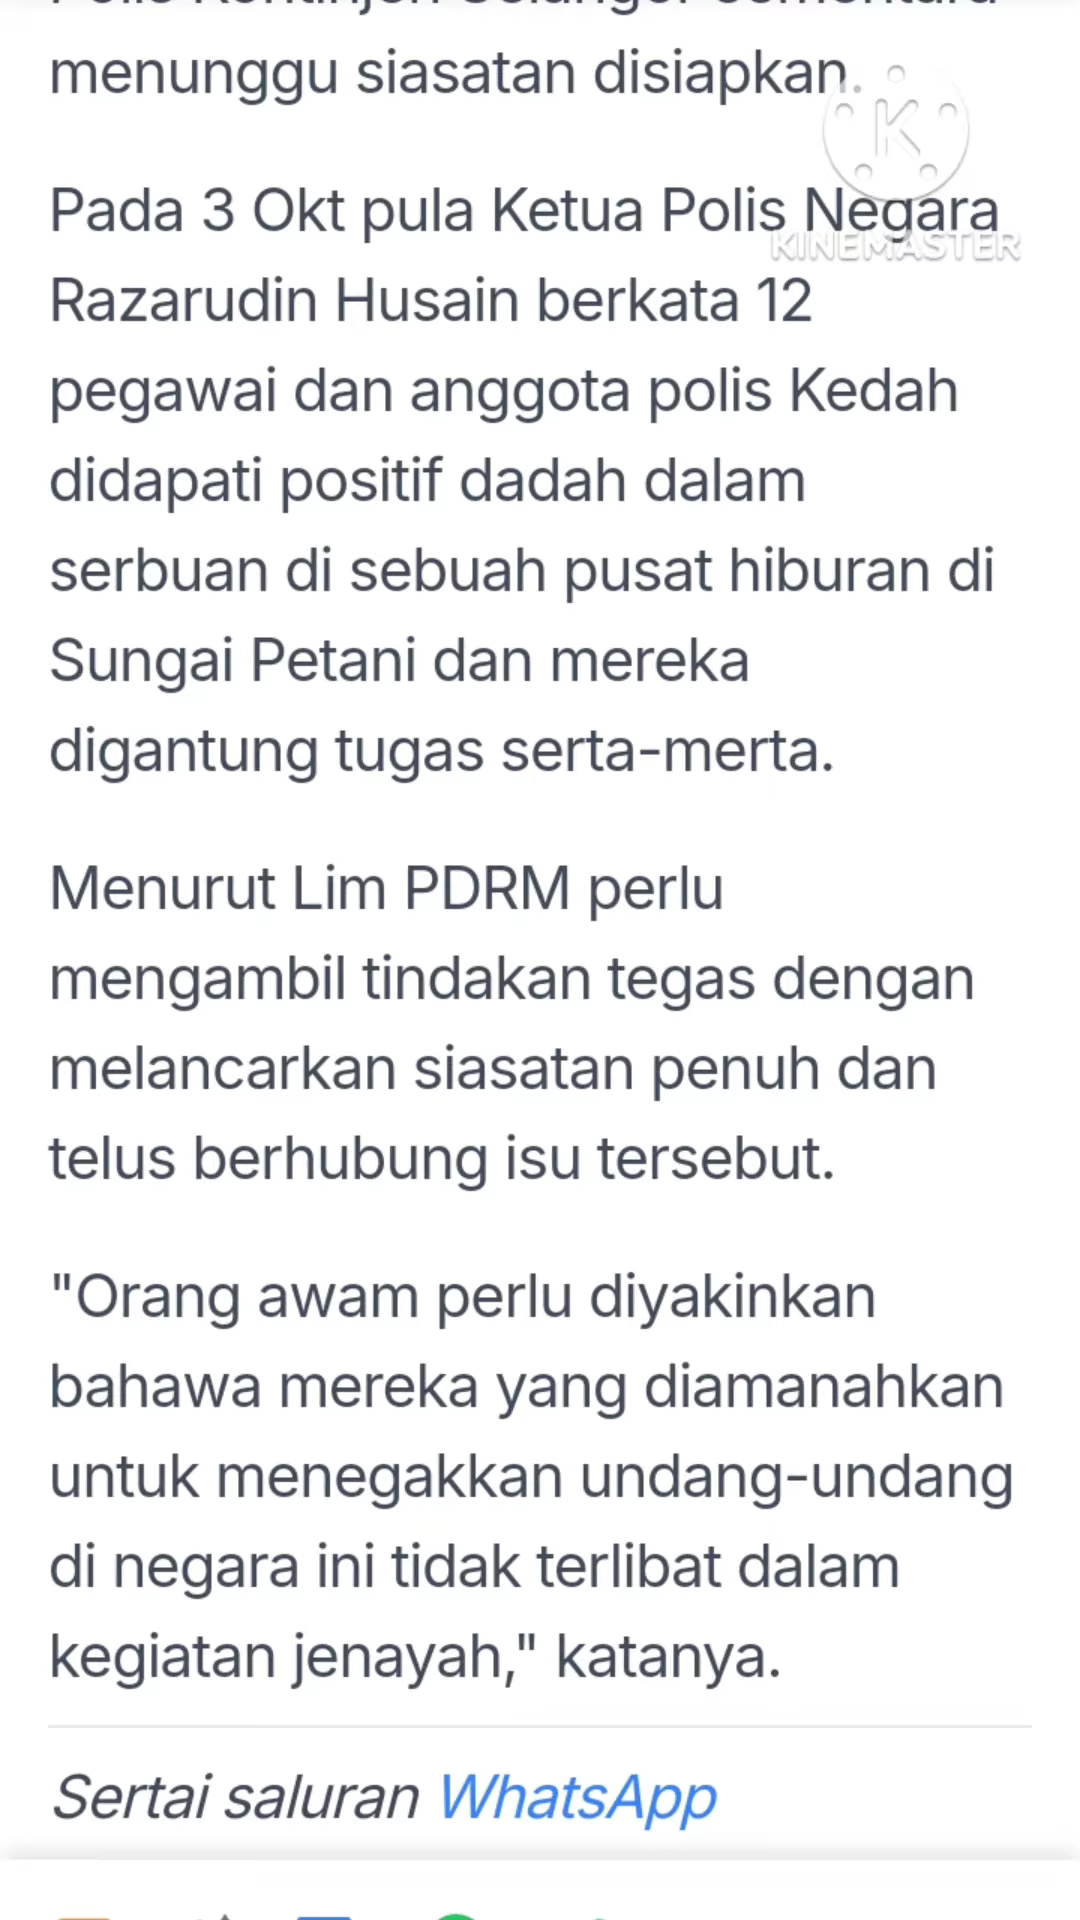 menunggu siasatan disiapkan.
Pada 3 Okt pula Ketua Polis Negara
KINEMASTER
Razarudin Husain berkata 12
pegawai dan anggota polis Kedah
didapati positif dadah dalam
serbuan di sebuah pusat hiburan di
Sungai Petani dan mereka
digantung tugas serta-merta.
Menurut Lim PDRM perlu
mengambil tindakan tegas dengan
melancarkan siasatan penuh dan
telus berhubung isu tersebut.
"Orang awam perlu diyakinkan
bahawa mereka yang diamanahkan
untuk menegakkan undang-undang
di negara ini tidak terlibat dalam
kegiatan jenayah," katanya.
Sertai saluran WhatsApp